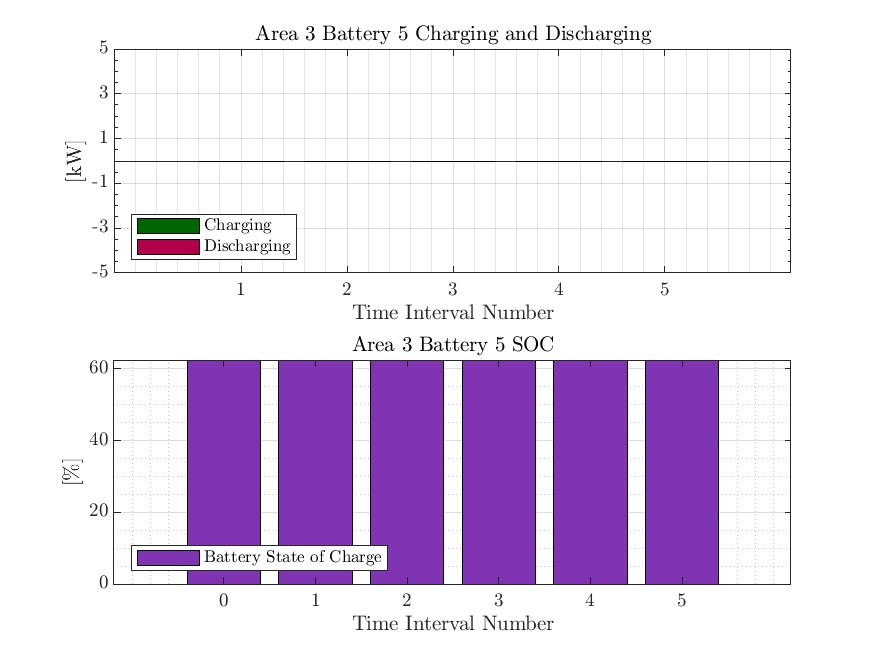 Area 3 Battery 5 Charging and Discharging
5
3
1
-1
-3
-5
[kW]
Charging
Discharging
1 2 3 4 5
Time Interval Number
Area 3 Battery 5 SOC
60
40
20
0
[%]
Battery State of Charge
0 1 2 3 4 5
Time Interval Number